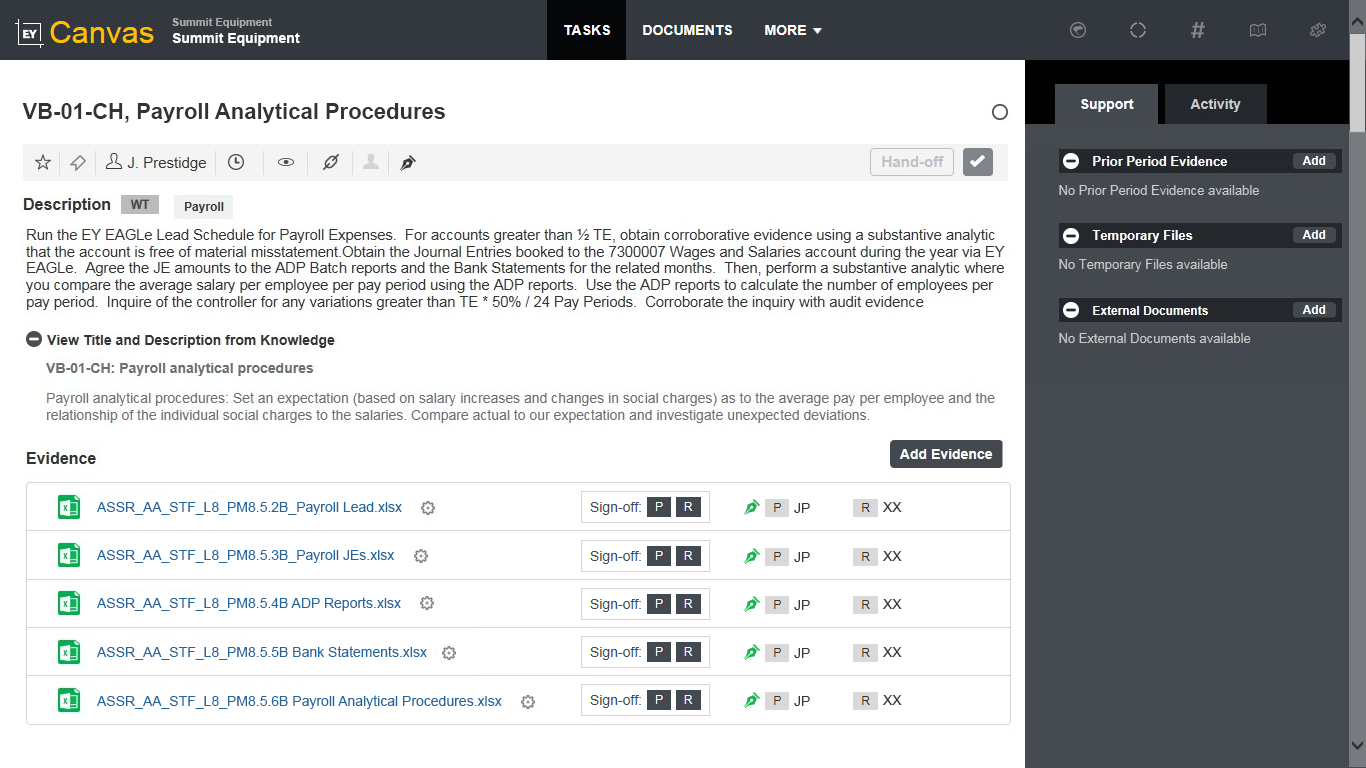 EY Canvas
Summit Equipment
Summit Equipment
TASKS
DOCUMENTS
MORE
VB-01-CH, Payroll Analytical Procedures
J. Prestidge
Hand-off
Description
WT
Payroll
Run the EY EAGLe Lead Schedule for Payroll Expenses.  For accounts greater than ½ TE, obtain corroborative evidence using a substantive analytic
that the account is free of material misstatement.Obtain the Journal Entries booked to the 7300007 Wages and Salaries account during the year via EY
EAGLe.  Agree the JE amounts to the ADP Batch reports and the Bank Statements for the related months.  Then, perform a substantive analytic where
you compare the average salary per employee per pay period using the ADP reports.  Use the ADP reports to calculate the number of employees per
pay period.  Inquire of the controller for any variations greater than TE * 50% / 24 Pay Periods.  Corroborate the inquiry with audit evidence
View Title and Description from Knowledge
VB-01-CH: Payroll analytical procedures
Payroll analytical procedures: Set an expectation (based on salary increases and changes in social charges) as to the average pay per employee and the
relationship of the individual social charges to the salaries. Compare actual to our expectation and investigate unexpected deviations.
Evidence
Add Evidence
ASSR_AA_STF_L8_PM8.5.2B_Payroll Lead.xlsx Sign-off: P R P JP R XX
ASSR_AA_STF_L8_PM8.5.3B_Payroll JEs.xlsx Sign-off: P R P JP R XX
ASSR_AA_STF_L8_PM8.5.4B ADP Reports.xlsx Sign-off: P R P JP R XX
ASSR_AA_STF_L8_PM8.5.5B Bank Statements.xlsx Sign-off: P R P JP R XX
ASSR_AA_STF_L8_PM8.5.6B Payroll Analytical Procedures.xlsx Sign-off: P R P JP R XX
Support
Activity
Prior Period Evidence Add
No Prior Period Evidence available
Temporary Files Add
No Temporary Files available
External Documents Add
No External Documents available